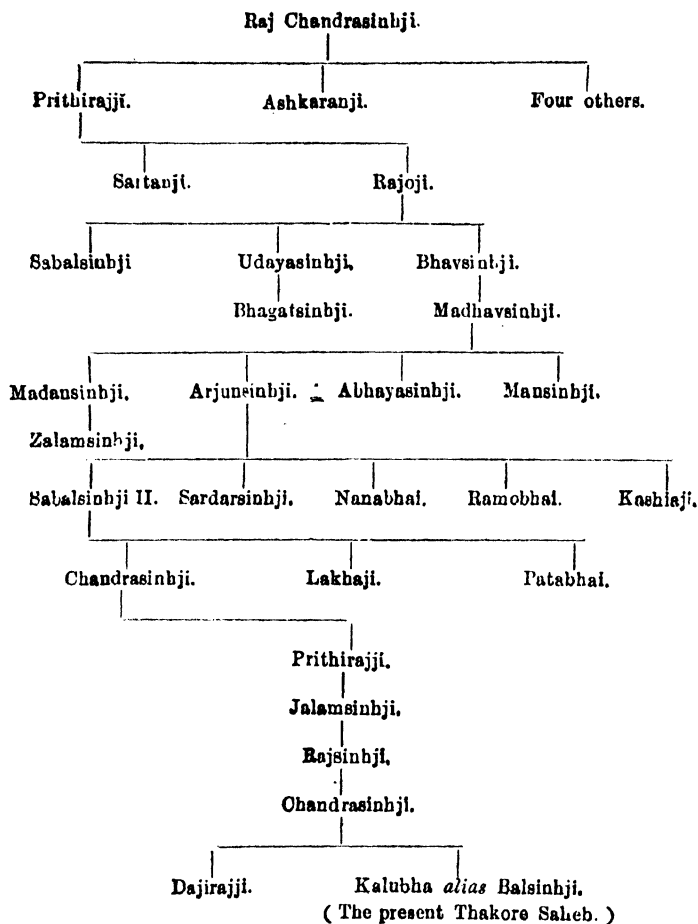 Raj Chandrasinhji.
Prithirajji. Ashkaranji. Four others.
Sartanji. Rajoji.
Sabalsinhji Udayasinhji. Bhavsinhji.
Bhagatsinhji. Madhavsinhji.
Madansinhji. Arjunsinhji. Abhayasinhji. Mansinhji.
Zalamsinhji.
Sabalsinhji II. Sardarsinhji. Nanabhai. Ramobhai. Kashiaji.
Chandrasinhji. Lakhaji. Patabhai.
Prithirajji.
Jalamsinhji.
Rajsinhji.
Chandrasinhji.
Dajirajji. Kalubha alias Balsinhji.
( The present Thakore Saheb. )